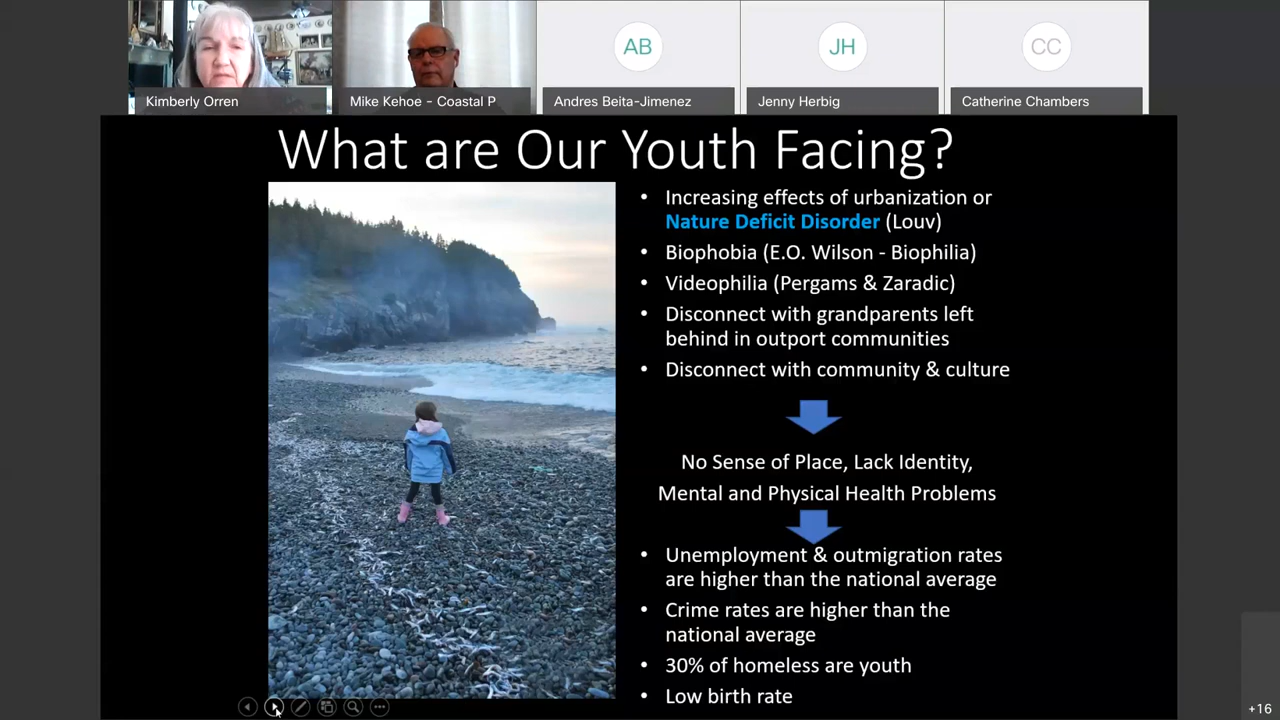 AB
JH
CC
Kimberly Orren
Mike Kehoe - Coastal P
Andres Beita-Jimenez
Jenny Herbig
Catherine Chambers
What are Our Youth Facing?
• Increasing effects of urbanization or
Nature Deficit Disorder (Louv)
• Biophobia (E.O. Wilson - Biophilia)
• Videophilia (Pergams & Zaradic)
• Disconnect with grandparents left
behind in outport communities
• Disconnect with community & culture
No Sense of Place, Lack Identity,
Mental and Physical Health Problems
• Unemployment & outmigration rates
are higher than the national average
• Crime rates are higher than the
national average
• 30% of homeless are youth
• Low birth rate
+16